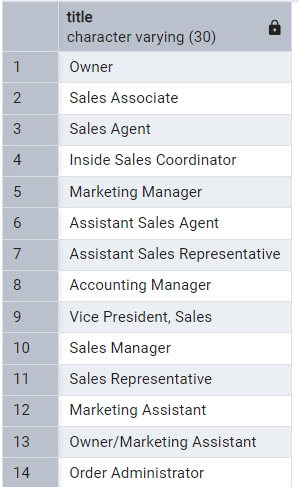 title
character varying (30)
1 Owner
2 Sales Associate
3 Sales Agent
4 Inside Sales Coordinator
5 Marketing Manager
6 Assistant Sales Agent
7 Assistant Sales Representative
8 Accounting Manager
9 Vice President, Sales
10 Sales Manager
11 Sales Representative
12 Marketing Assistant
13 Owner/Marketing Assistant
14 Order Administrator